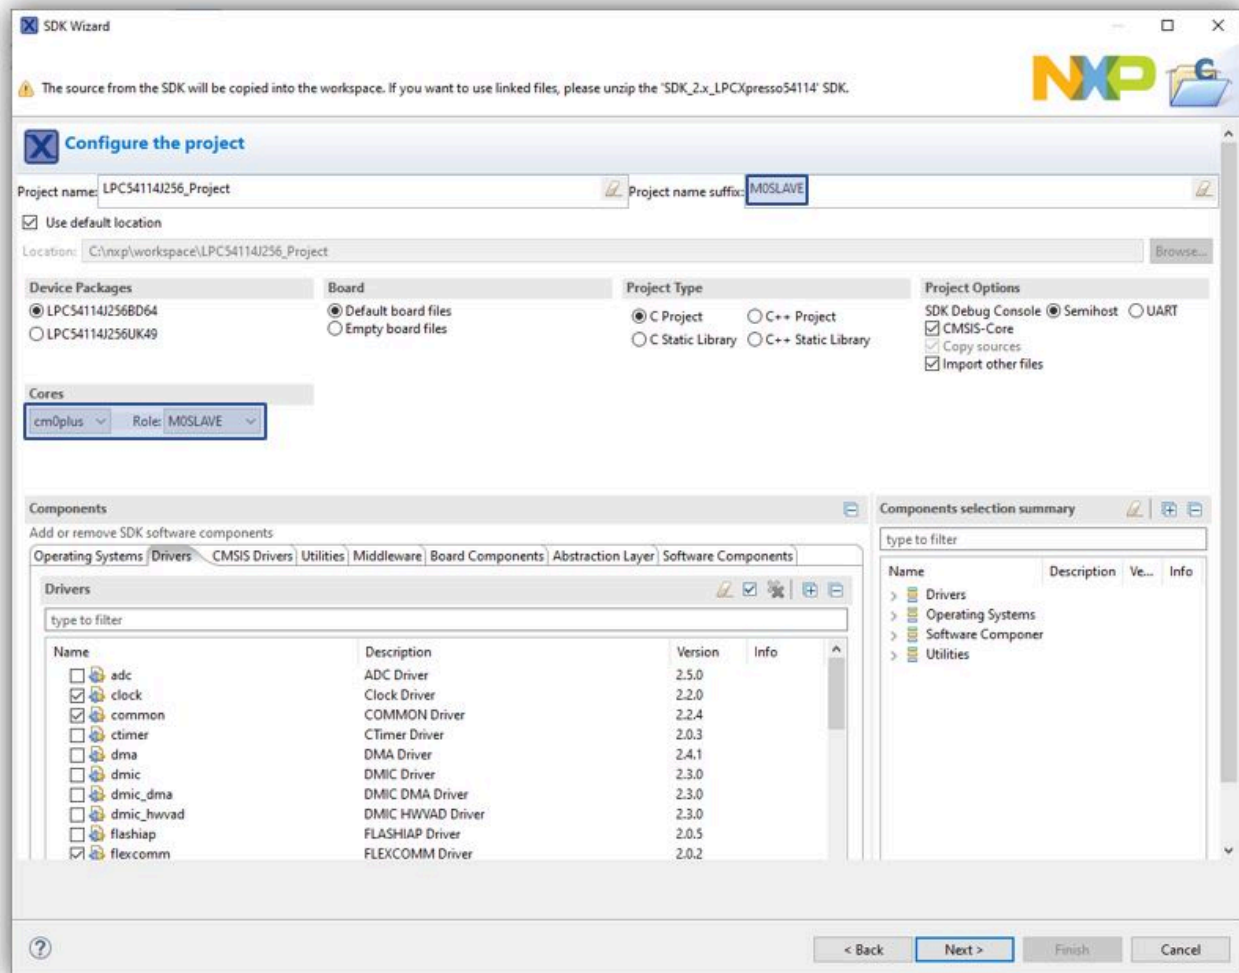 SDK Wizard
The source from the SDK will be copied into the workspace. If you want to use linked files, please unzip the 'SDK_2.x_LPCXpresso54114' SDK.
NXP
C
Configure the project
Project name: LPC54114J256_Project
Project name suffix: M0SLAVE
Use default location
Location: C:\nxp\workspace\LPC54114J256_Project
Browse...
Device Packages
LPC54114J256BD64
LPC54114J256UK49
Board
Default board files
Empty board files
Project Type
C Project C++ Project
C Static Library C++ Static Library
Project Options
SDK Debug Console Semihost UART
CMSIS-Core
Copy sources
Import other files
Cores
cm0plus Role: M0SLAVE
Components
Add or remove SDK software components
Operating Systems Drivers CMSIS Drivers Utilities Middleware Board Components Abstraction Layer Software Components
Drivers
type to filter
Name Description Version Info
adc ADC Driver 2.5.0
clock Clock Driver 2.2.0
common COMMON Driver 2.2.4
ctimer CTimer Driver 2.0.3
dma DMA Driver 2.4.1
dmic DMIC Driver 2.3.0
dmic_dma DMIC DMA Driver 2.3.0
dmic_hwvad DMIC HWVAD Driver 2.3.0
flashiap FLASHIAP Driver 2.0.5
flexcomm FLEXCOMM Driver 2.0.2
Components selection summary
type to filter
Name Description Ve... Info
Drivers
Operating Systems
Software Componer
Utilities
?
< Back Next > Finish Cancel